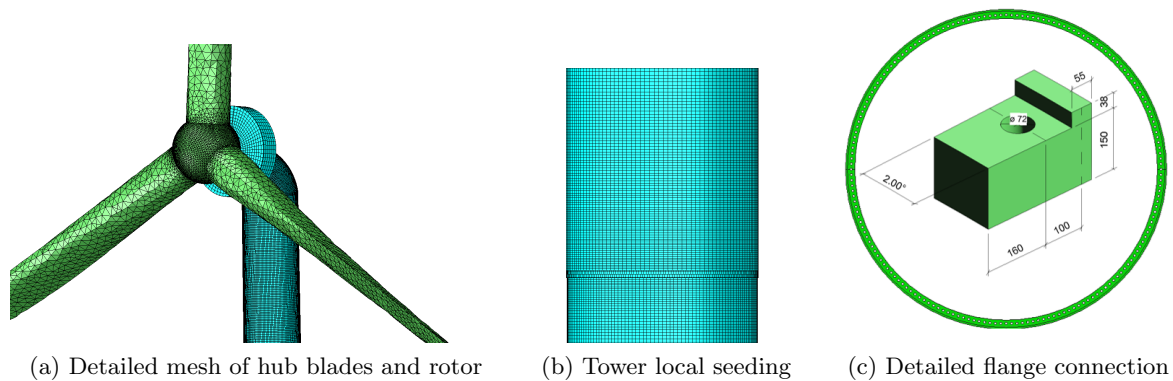 55
38
ø 72
150
2.00°
100
160
(a) Detailed mesh of hub blades and rotor
(b) Tower local seeding
(c) Detailed flange connection